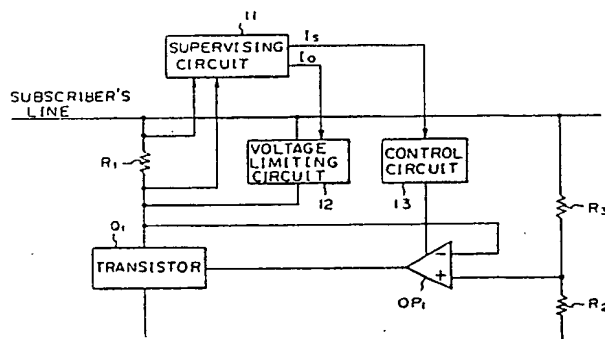 11
SUPERVISING
CIRCUIT
Is
Io
SUBSCRIBER'S
LINE
R1
VOLTAGE
LIMITING
CIRCUIT
12
CONTROL
CIRCUIT
13
R3
Q1
TRANSISTOR
-
+
OP1
R2